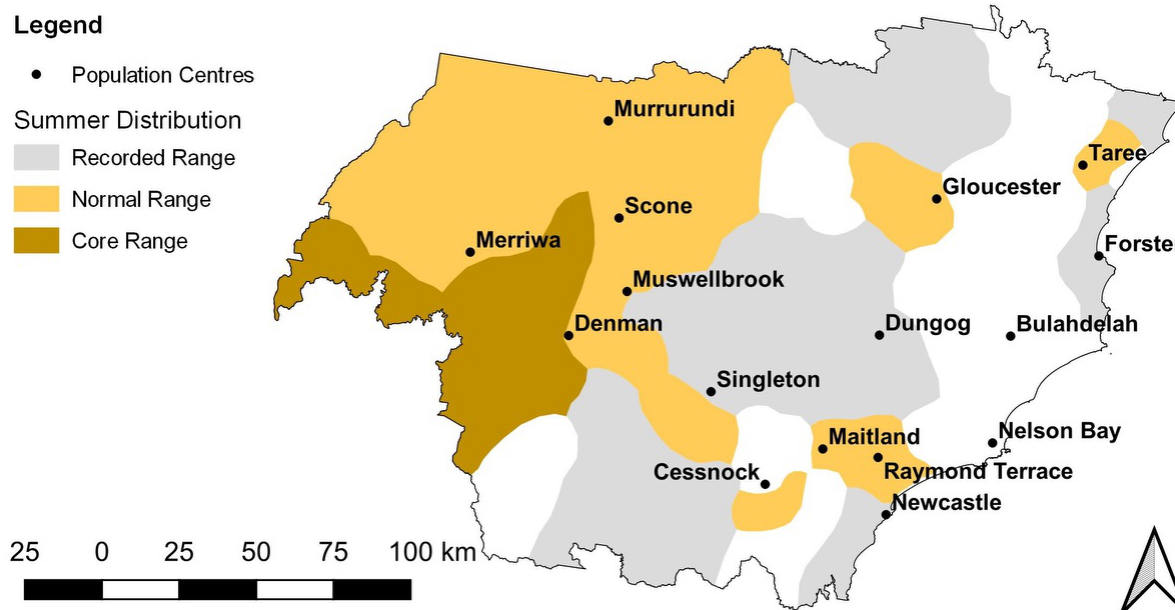 Legend
Population Centres
Summer Distribution
Recorded Range
Normal Range
Core Range
Murrurundi
Taree
Gloucester
Scone
Merriwa
Forste
Muswellbrook
Denman
Dungog
Bulahdelah
Singleton
Nelson Bay
Maitland
Cessnock
Raymond Terrace
Newcastle
25 0 25 50 75 100 km